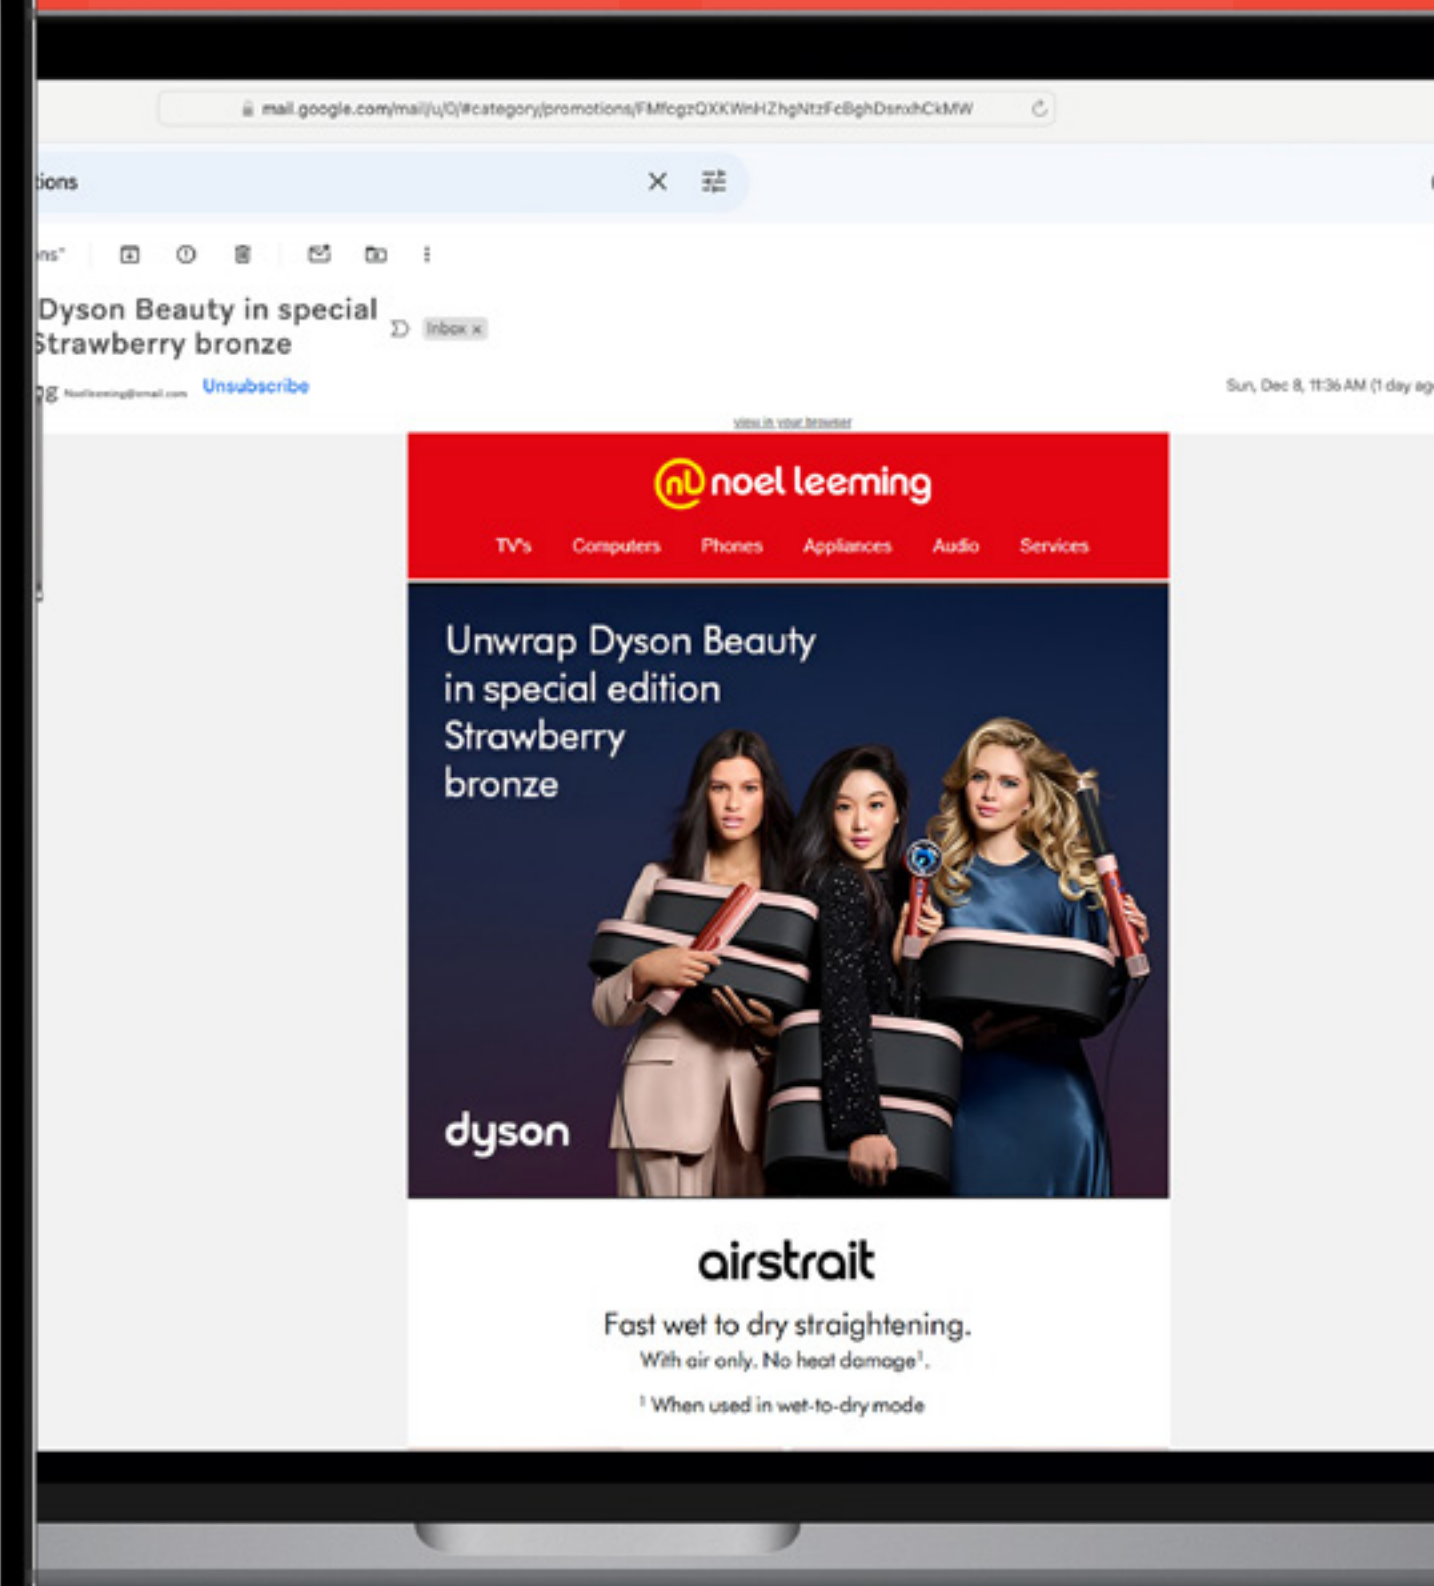 mail.google.com/mail/u/0/#category/promotions/FMfcgzQXKWnHZhgNtzFcBghDsnxhCkMW
tions
ns"
Dyson Beauty in special
Strawberry bronze
Inbox x
Unsubscribe
Sun, Dec 8, 11:36 AM (1 day ago
view in your browser
nl noel leeming
TV's Computers Phones Appliances Audio Services
Unwrap Dyson Beauty
in special edition
Strawberry
bronze
dyson
airstrait
Fast wet to dry straightening.
With air only. No heat damage¹.
¹ When used in wet-to-dry mode